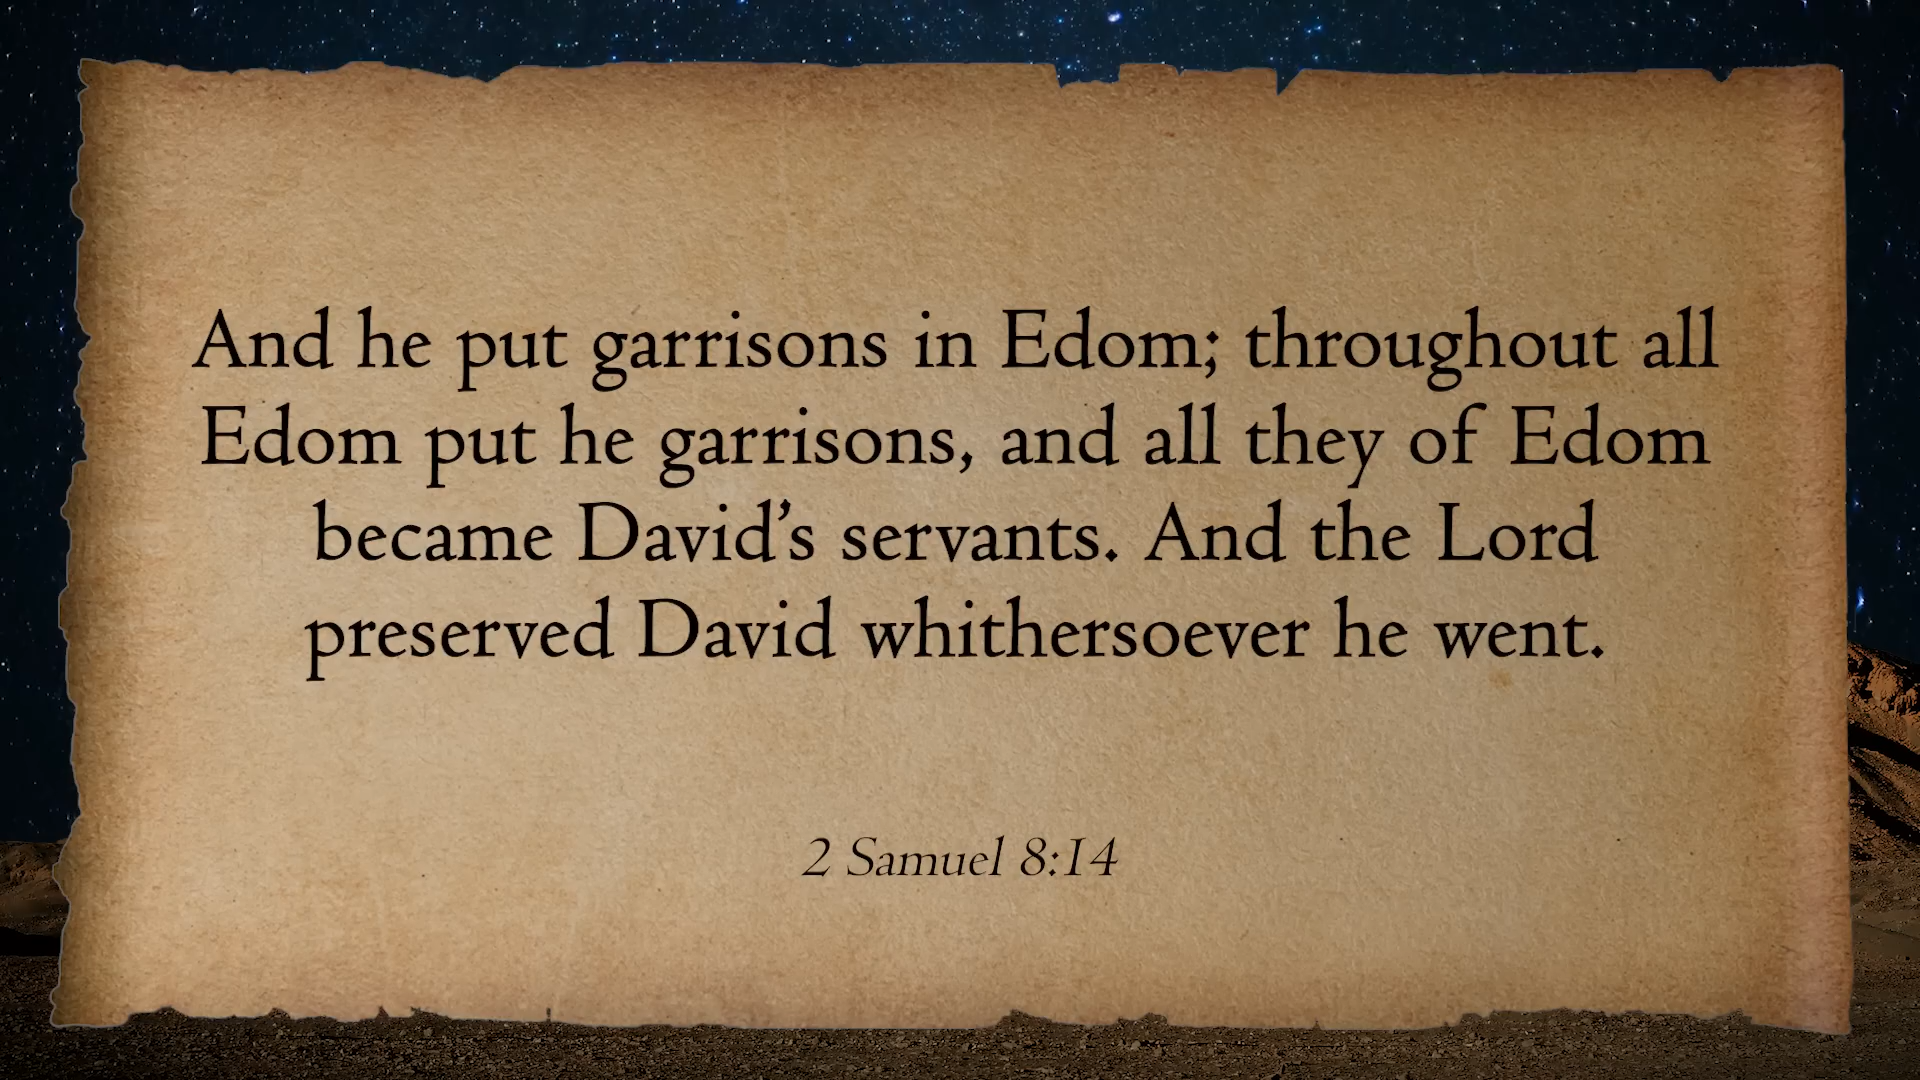 And he put garrisons in Edom; throughout all
Edom put he garrisons, and all they of Edom
became David’s servants. And the Lord
preserved David whithersoever he went.
2 Samuel 8:14